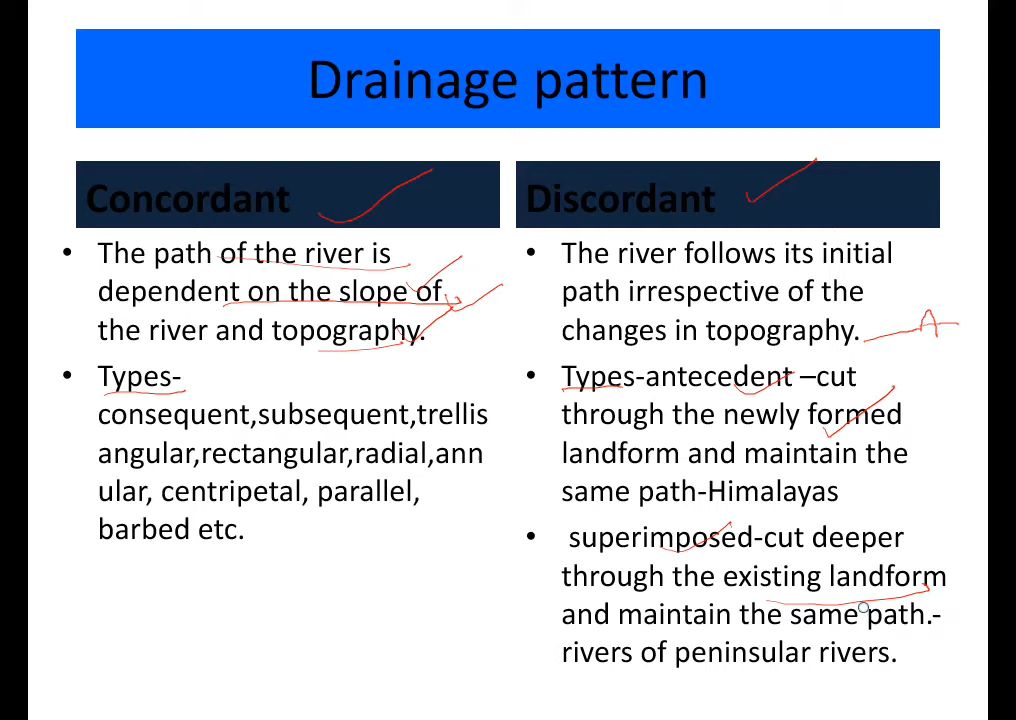 Drainage pattern
Concordant
• The path of the river is
dependent on the slope of
the river and topography.
• Types-
consequent,subsequent,trellis
angular,rectangular,radial,ann
ular, centripetal, parallel,
barbed etc.
Discordant
• The river follows its initial
path irrespective of the
changes in topography.
A
• Types-antecedent –cut
through the newly formed
landform and maintain the
same path-Himalayas
• superimposed-cut deeper
through the existing landform
and maintain the same path.-
rivers of peninsular rivers.